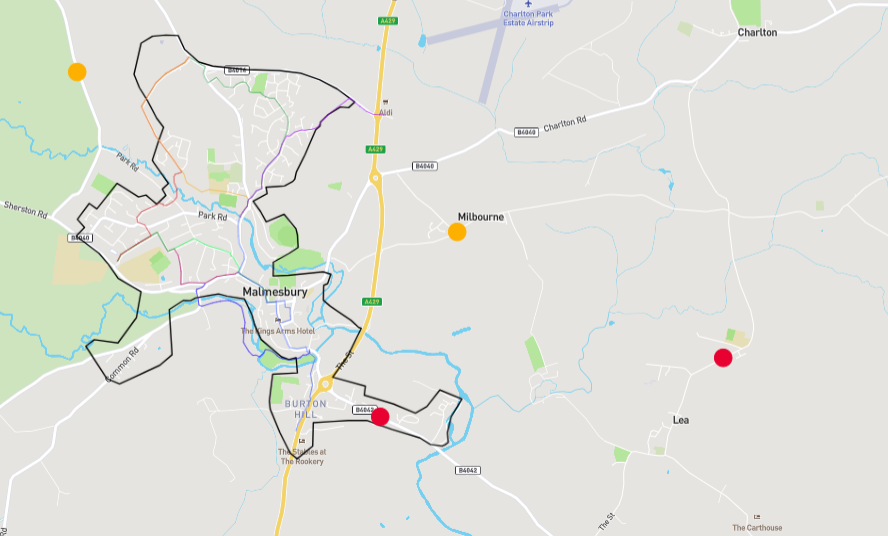 A429
Charlton Park
Estate Airstrip
Charlton
B4014
Aldi
B4040
Charlton Rd
A429
Park Rd
B4040
Sherston Rd
Park Rd
Milbourne
B4040
Malmesbury
A429
The Kings Arms Hotel
The St
Common Rd
BURTON
HILL
B4042
Lea
The Stables at
The Rookery
B4042
The St
The Carthouse